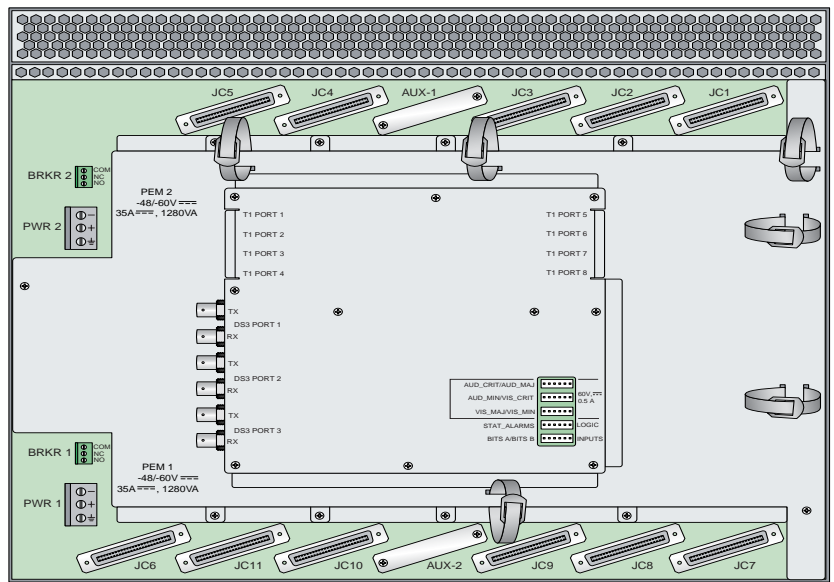 JC5 JC4 AUX-1 JC3 JC2 JC1
BRKR 2
COM
NC
NO
PWR 2
−
+
PEM 2
-48/-60V
35A , 1280VA
T1 PORT 1
T1 PORT 2
T1 PORT 3
T1 PORT 4
T1 PORT 5
T1 PORT 6
T1 PORT 7
T1 PORT 8
TX
DS3 PORT 1
RX
TX
DS3 PORT 2
RX
TX
DS3 PORT 3
RX
AUD_CRIT/AUD_MAJ
AUD_MIN/VIS_CRIT
VIS_MAJ/VIS_MIN
60V,
0.5 A
STAT_ALARMS LOGIC
BITS A/BITS B INPUTS
BRKR 1
COM
NC
NO
PWR 1
−
+
PEM 1
-48/-60V
35A , 1280VA
JC6 JC11 JC10 AUX-2 JC9 JC8 JC7